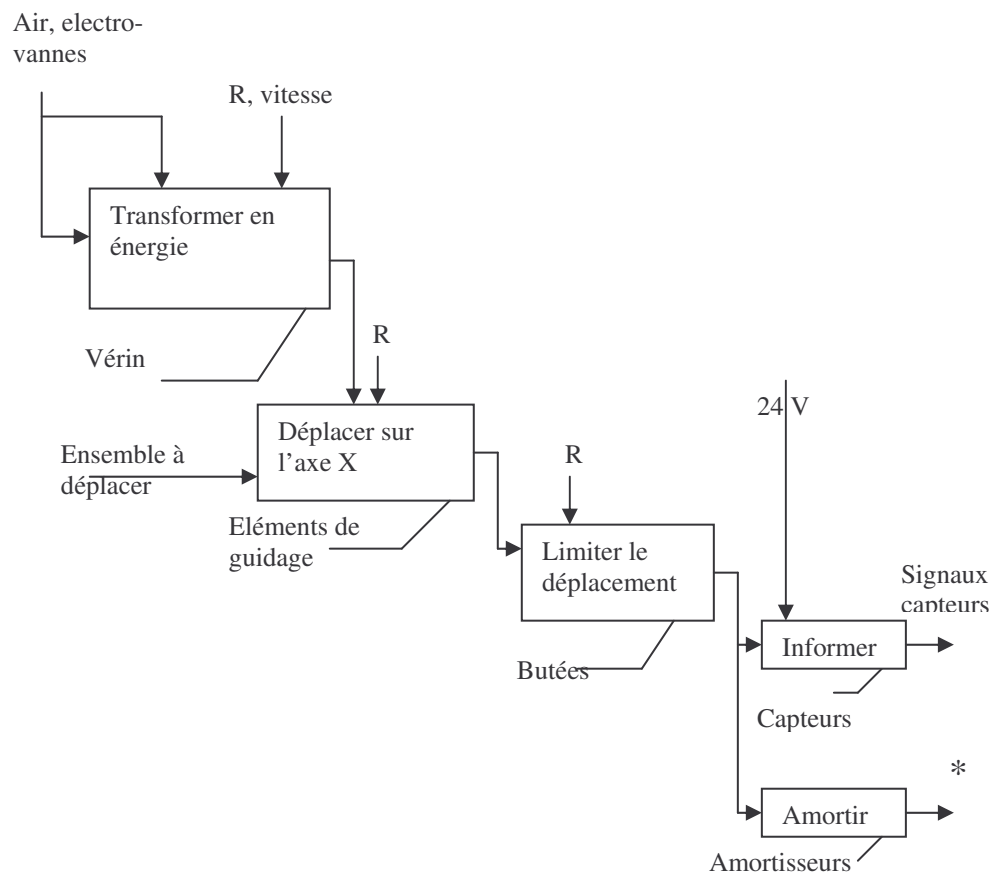 Air, electro-
vannes
R, vitesse
Transformer en
énergie
Vérin
R
Déplacer sur
l'axe X
Ensemble à
déplacer
Eléments de
guidage
R
Limiter le
déplacement
Butées
24 V
Informer
Signaux
capteurs
Capteurs
*
Amortir
Amortisseurs